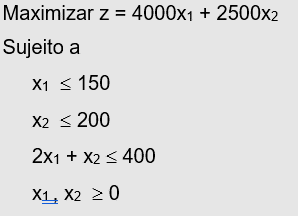 Maximizar z = 4000x₁ + 2500x₂
Sujeito a
x₁ ≤ 150
x₂ ≤ 200
2x₁ + x₂ ≤ 400
x₁, x₂ ≥ 0